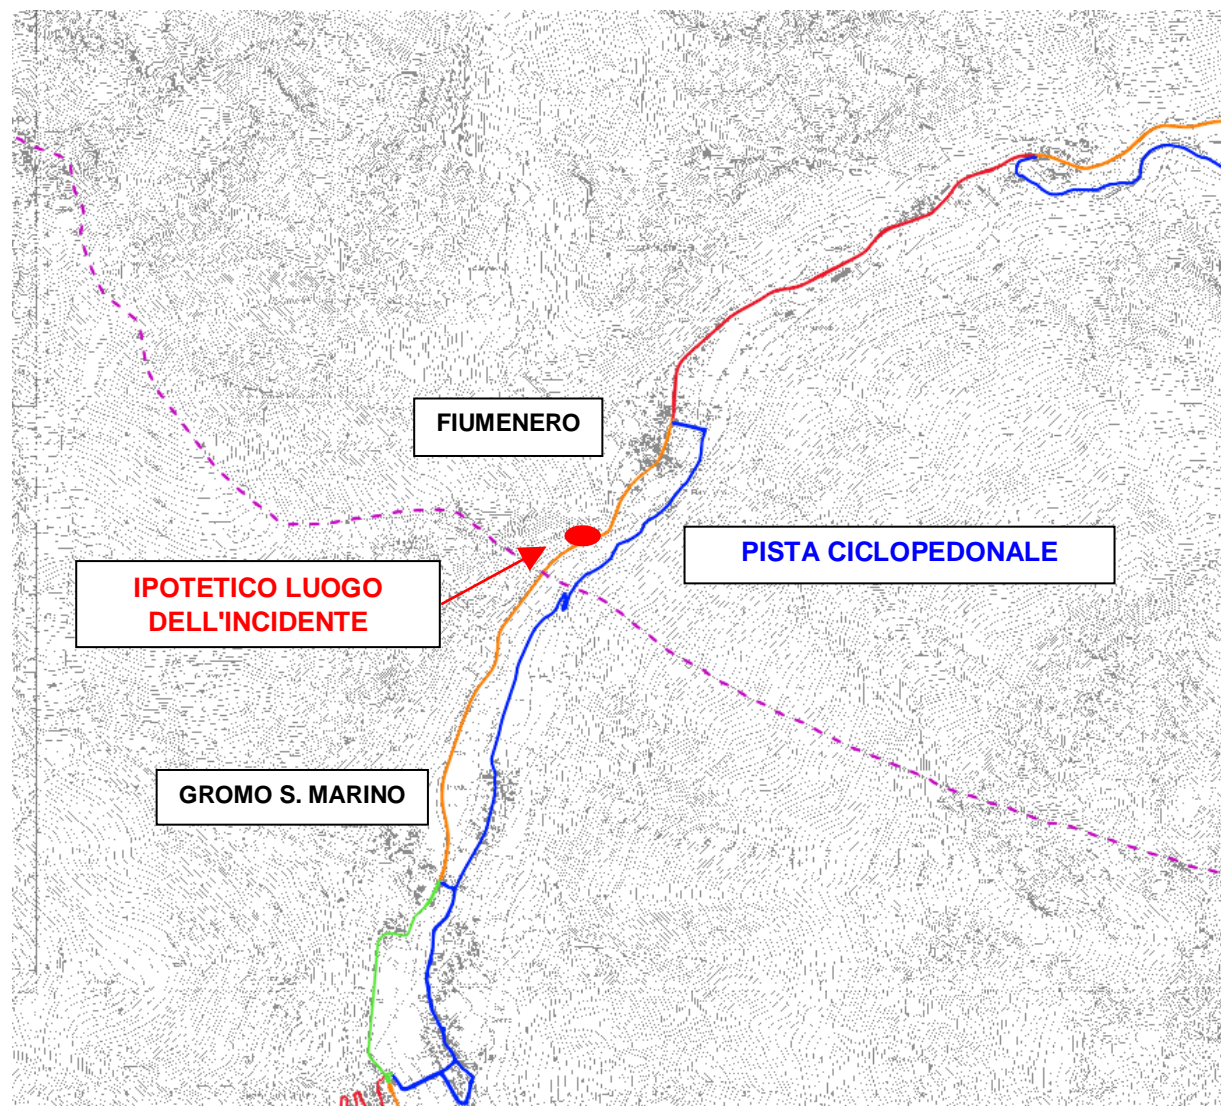 FIUMENERO
PISTA CICLOPEDONALE
IPOTETICO LUOGO
DELL'INCIDENTE
GROMO S. MARINO